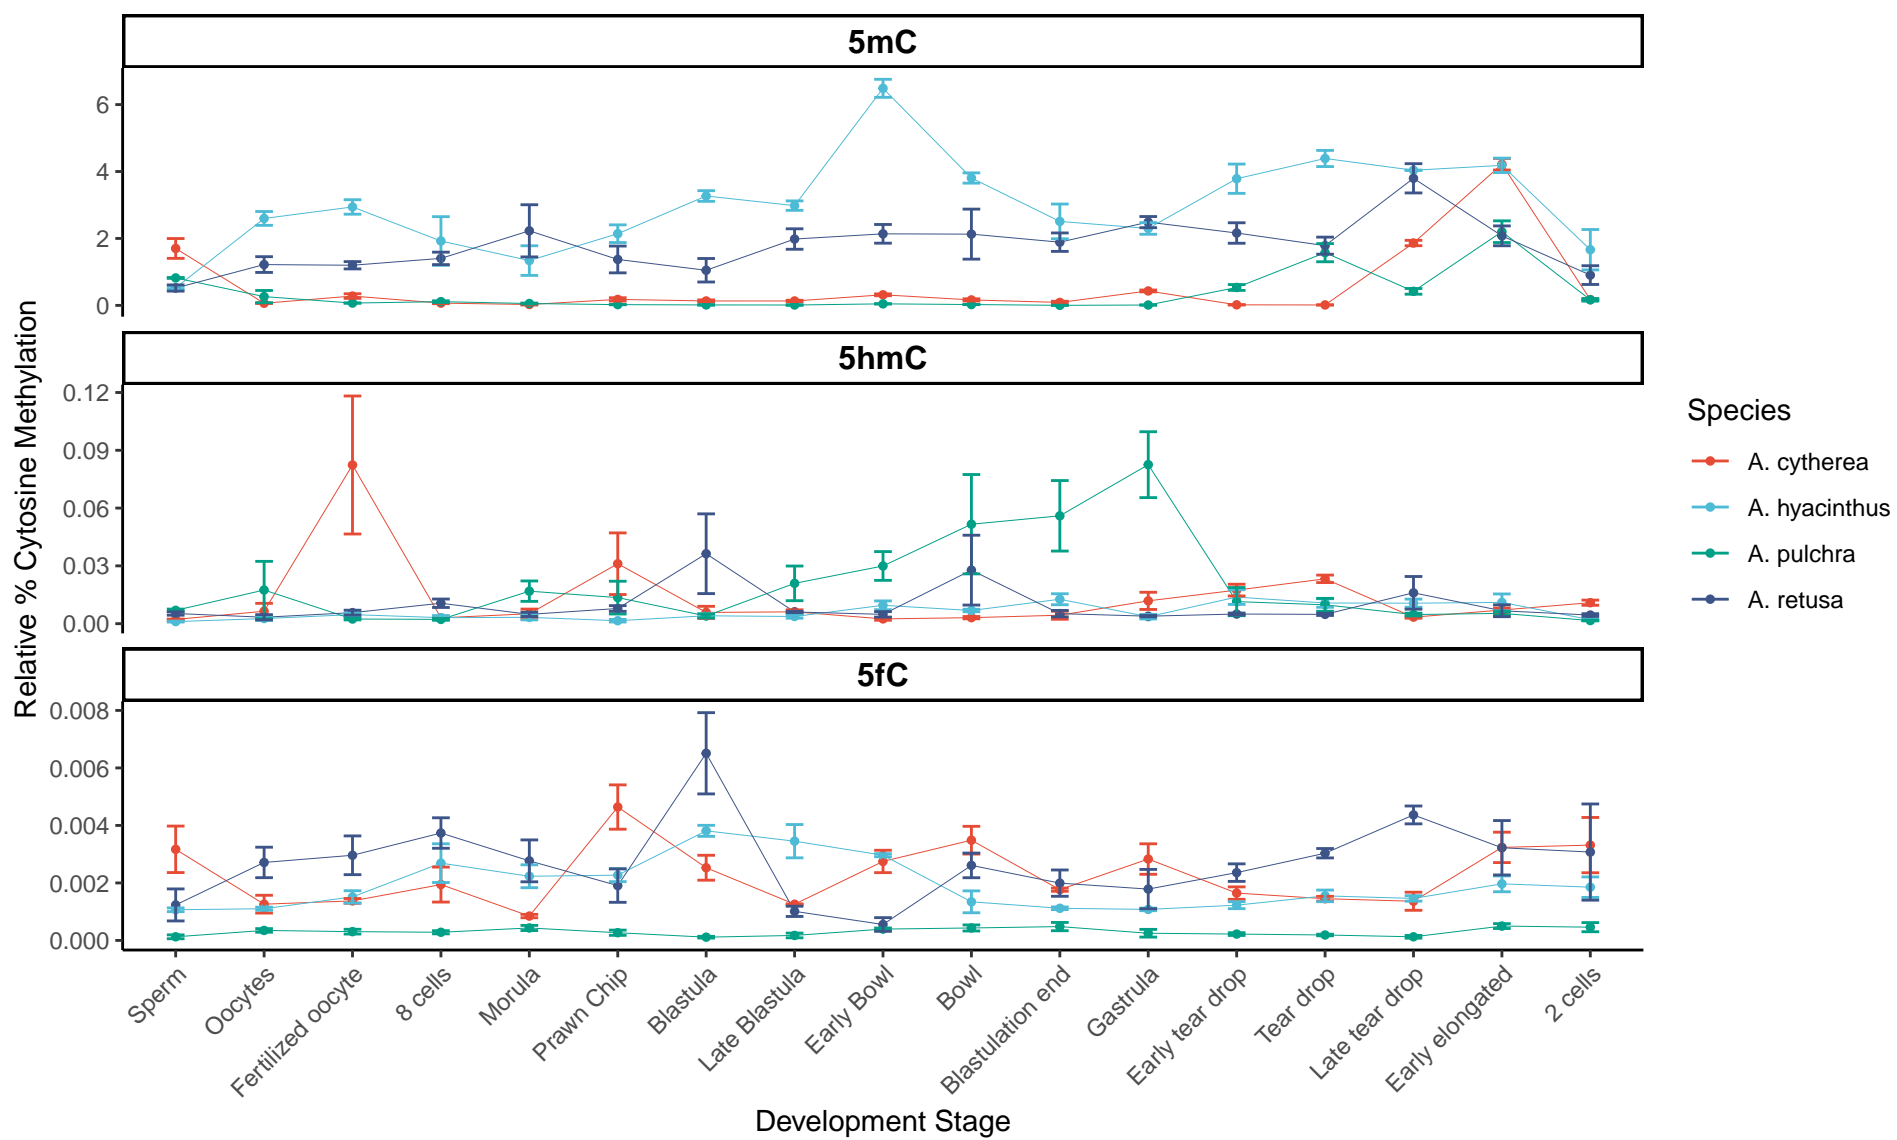 5mC
6
4
2
0
5hmC
0.12
0.09
0.06
0.03
0.00
5fC
0.008
0.006
0.004
0.002
0.000
Relative % Cytosine Methylation
Sperm
Oocytes
Fertilized oocyte
8 cells
Morula
Prawn Chip
Blastula
Late Blastula
Early Bowl
Bowl
Blastulation end
Gastrula
Early tear drop
Tear drop
Late tear drop
Early elongated
2 cells
Development Stage
Species
A. cytherea
A. hyacinthus
A. pulchra
A. retusa